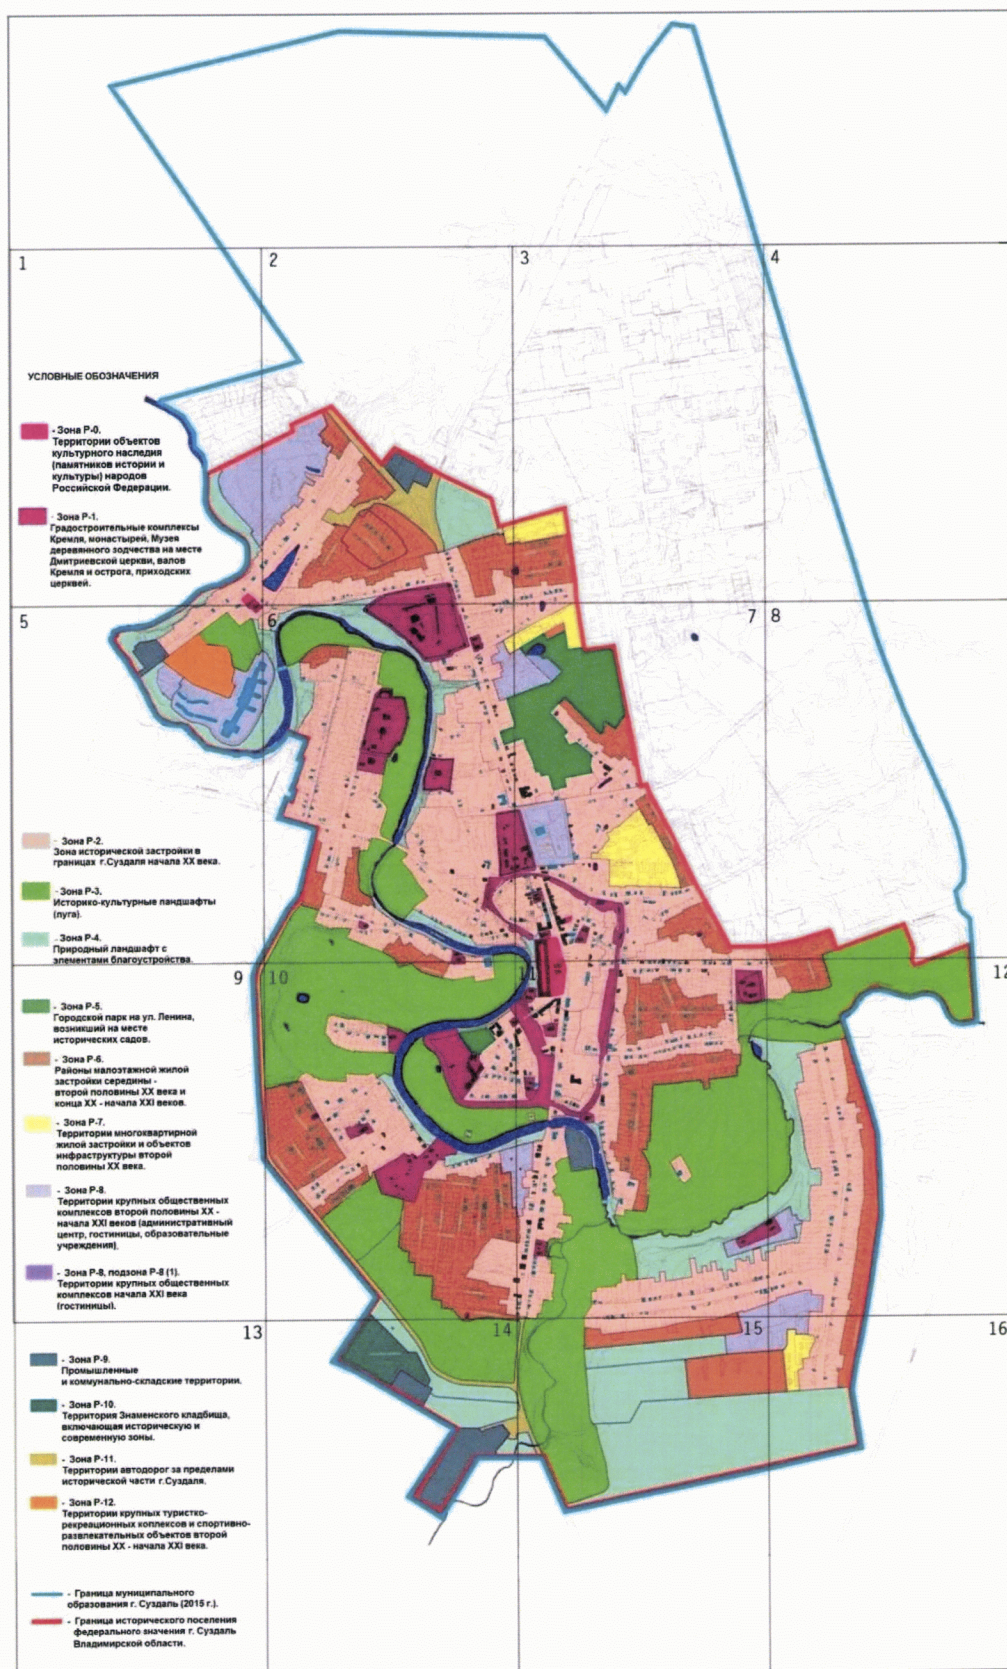 1
2
3
4
УСЛОВНЫЕ ОБОЗНАЧЕНИЯ
- Зона Р-0.
Территории объектов
культурного наследия
(памятников истории и
культуры) народов
Российской Федерации.
- Зона Р-1.
Градостроительные комплексы
Кремля, монастырей, Музея
деревянного зодчества на месте
Дмитриевской церкви, валов
Кремля и острога, приходских
церквей.
5
6
7
8
- Зона Р-2.
Зона исторической застройки в
границах г.Суздаля начала XX века.
- Зона Р-3.
Историко-культурные ландшафты
(луга).
- Зона Р-4.
Природный ландшафт с
элементами благоустройства.
9
10
11
12
- Зона Р-5.
Городской парк на ул. Ленина,
возникший на месте
исторических садов.
- Зона Р-6.
Районы малоэтажной жилой
застройки середины -
второй половины XX века и
конца XX - начала XXI веков.
- Зона Р-7.
Территории многоквартирной
жилой застройки и объектов
инфраструктуры второй
половины XX века.
- Зона Р-8.
Территории крупных общественных
комплексов второй половины XX -
начала XXI веков (административный
центр, гостиницы, образовательные
учреждения).
- Зона Р-8, подзона Р-8 (1).
Территории крупных общественных
комплексов начала XXI века
(гостиницы).
13
14
15
16
- Зона Р-9.
Промышленные
и коммунально-складские территории.
- Зона Р-10.
Территория Знаменского кладбища,
включающая историческую и
современную зоны.
- Зона Р-11.
Территории автодорог за пределами
исторической части г.Суздаля.
- Зона Р-12.
Территории крупных туристко-
рекреационных коплексов и спортивно-
развлекательных объектов второй
половины XX - начала XXI века.
- Граница муниципального
образования г. Суздаль (2015 г.).
- Граница исторического поселения
федерального значения г. Суздаль
Владимирской области.